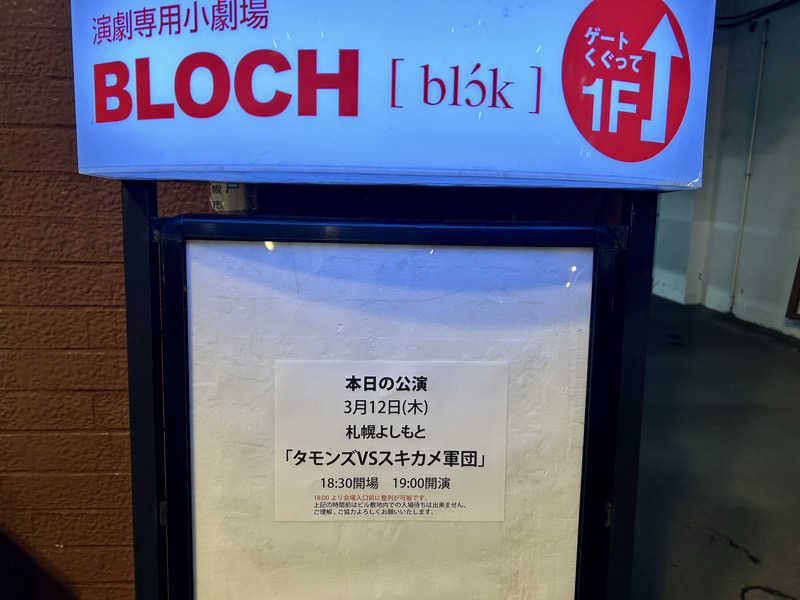 演劇専用小劇場
BLOCH [blɔ́k]
ゲート
くぐって
1F
幌市
本日の公演
3月12日(木)
札幌よしもと
「タモンズVSスキカメ軍団」
18:30開場 19:00開演
18:00 より会場入口前に整列が可能です。
上記の時間前はビル敷地内での入場待ちは出来ません。
ご理解、ご協力よろしくお願いいたします。